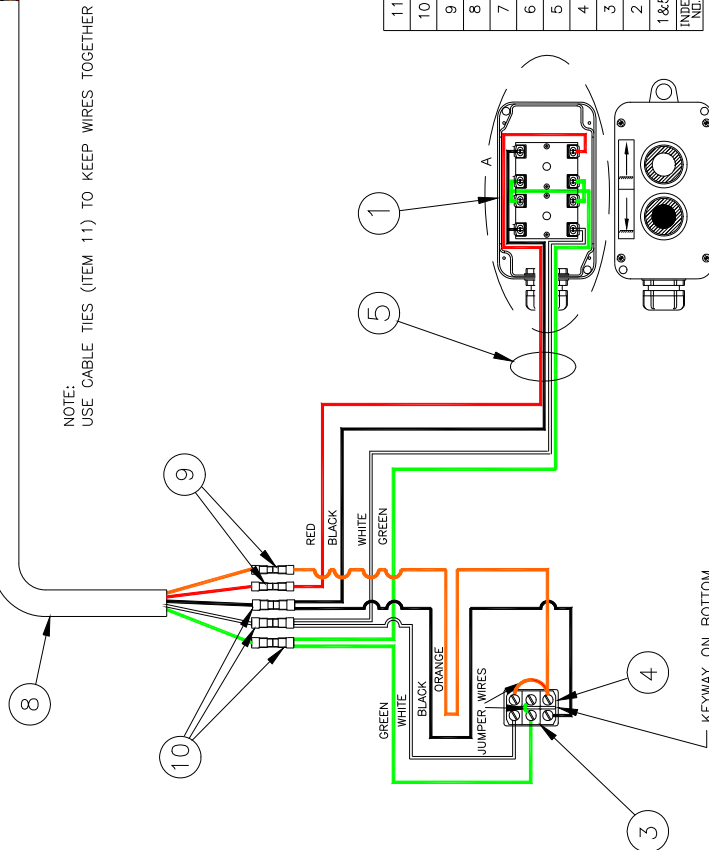 NOTE:
USE CABLE TIES (ITEM 11) TO KEEP WIRES TOGETHER
11
10
9
8
7
6
5
4
3
2
1&5
NO.
A
1
5
9
8
10
RED
BLACK
WHITE
GREEN
GREEN
WHITE
BLACK
ORANGE
JUMPER WIRES
4
3
KEYWAY ON BOTTOM